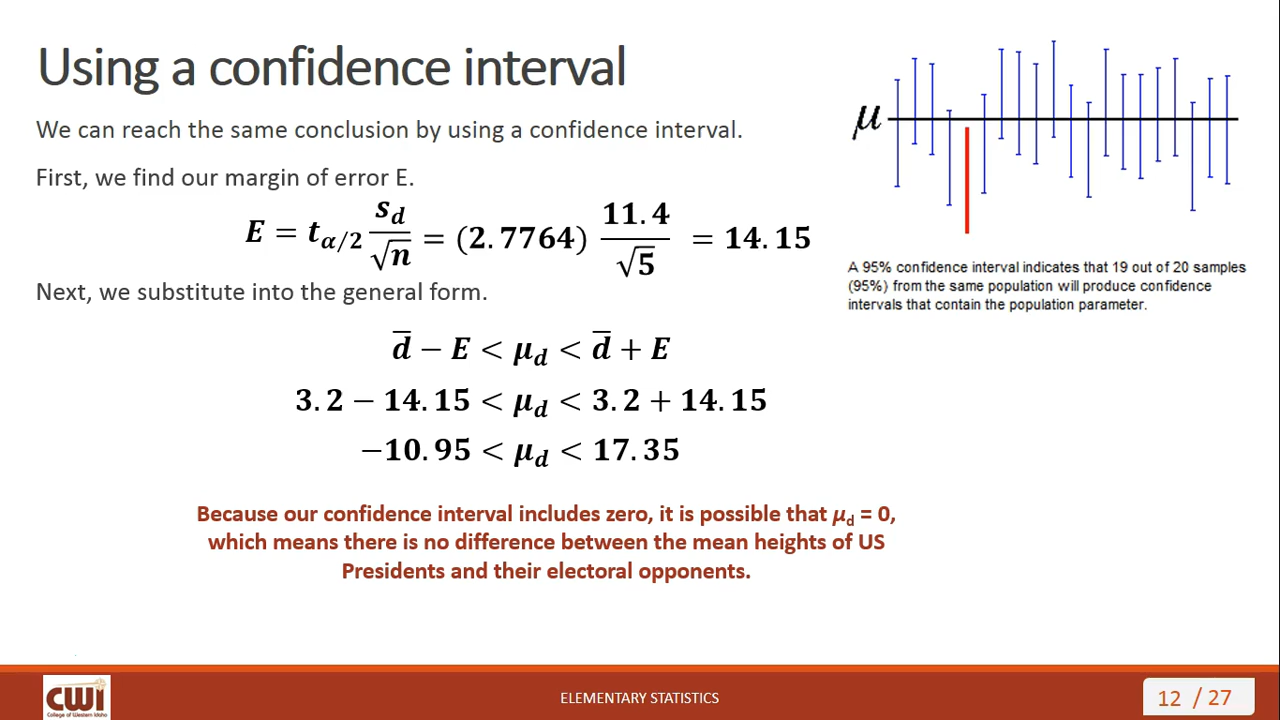 Using a confidence interval
We can reach the same conclusion by using a confidence interval.
First, we find our margin of error E.
E = t_{α/2} s_d/√n = (2.7764) 11.4/√5 = 14.15
Next, we substitute into the general form.
d̅ − E < μ_d < d̅ + E
3.2 − 14.15 < μ_d < 3.2 + 14.15
−10.95 < μ_d < 17.35
Because our confidence interval includes zero, it is possible that μ_d = 0,
which means there is no difference between the mean heights of US
Presidents and their electoral opponents.
μ
A 95% confidence interval indicates that 19 out of 20 samples
(95%) from the same population will produce confidence
intervals that contain the population parameter.
CWI
College of Western Idaho
ELEMENTARY STATISTICS
12 / 27